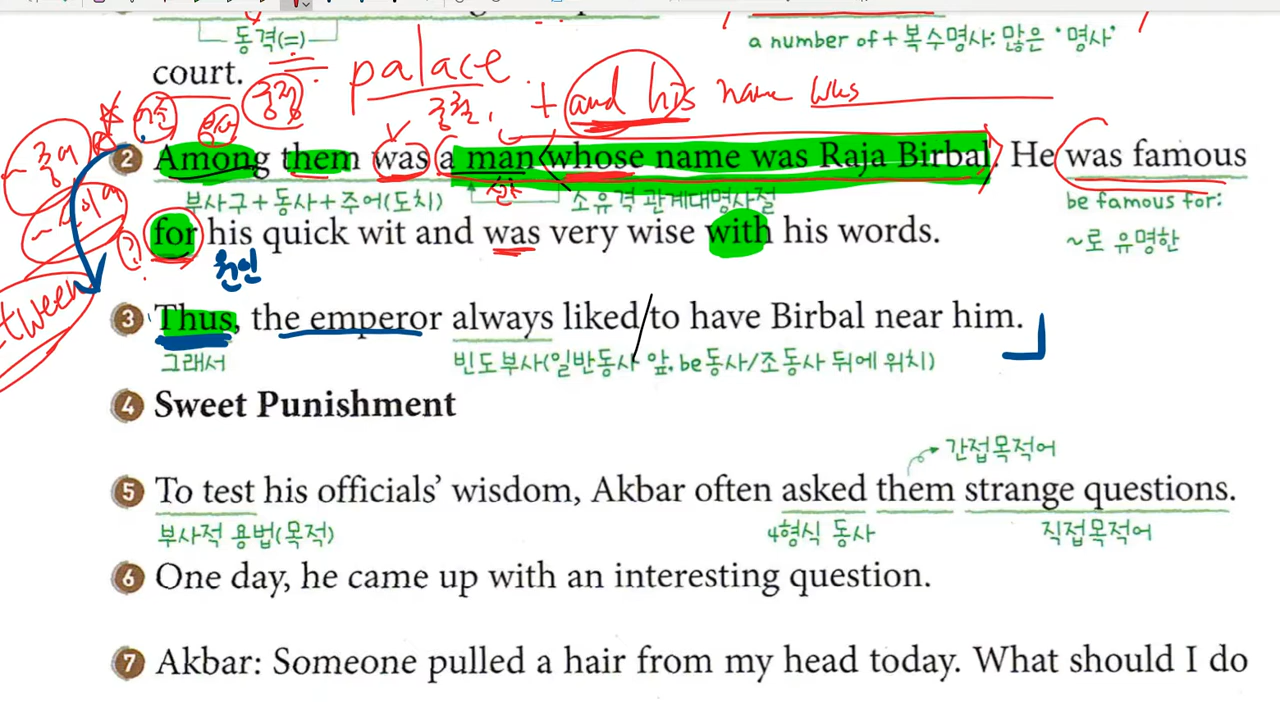 동격(=)
a number of + 복수명사: 많은 '명사'
court. palace
+ and his name was
② Among them was a man whose name was Raja Birbal. He was famous
부사구+동사+주어(도치) 소유격 관계대명사절 be famous for:
for his quick wit and was very wise with his words.
~로 유명한
원인
③ Thus, the emperor always liked/to have Birbal near him.
그래서 빈도 부사(일반동사 앞, be동사/조동사 뒤에 위치)
④ Sweet Punishment
간접목적어
⑤ To test his officials' wisdom, Akbar often asked them strange questions.
부사적 용법(목적) 4형식 동사 직접목적어
⑥ One day, he came up with an interesting question.
⑦ Akbar: Someone pulled a hair from my head today. What should I do